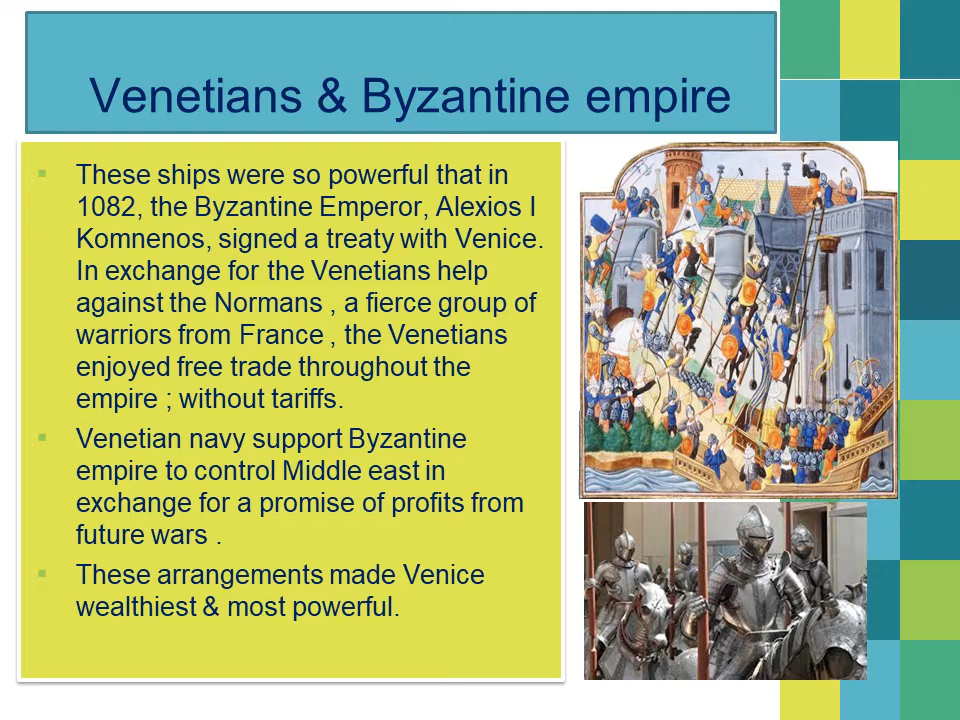 Venetians & Byzantine empire
These ships were so powerful that in
1082, the Byzantine Emperor, Alexios I
Komnenos, signed a treaty with Venice.
In exchange for the Venetians help
against the Normans , a fierce group of
warriors from France , the Venetians
enjoyed free trade throughout the
empire ; without tariffs.
Venetian navy support Byzantine
empire to control Middle east in
exchange for a promise of profits from
future wars .
These arrangements made Venice
wealthiest & most powerful.